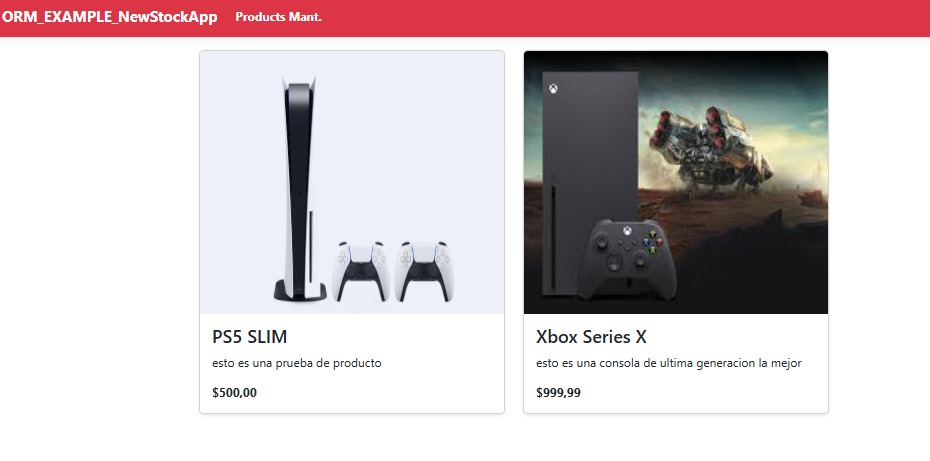 ORM_EXAMPLE_NewStockApp Products Mant.
PS5 SLIM
esto es una prueba de producto
$500,00
Xbox Series X
esto es una consola de ultima generacion la mejor
$999,99